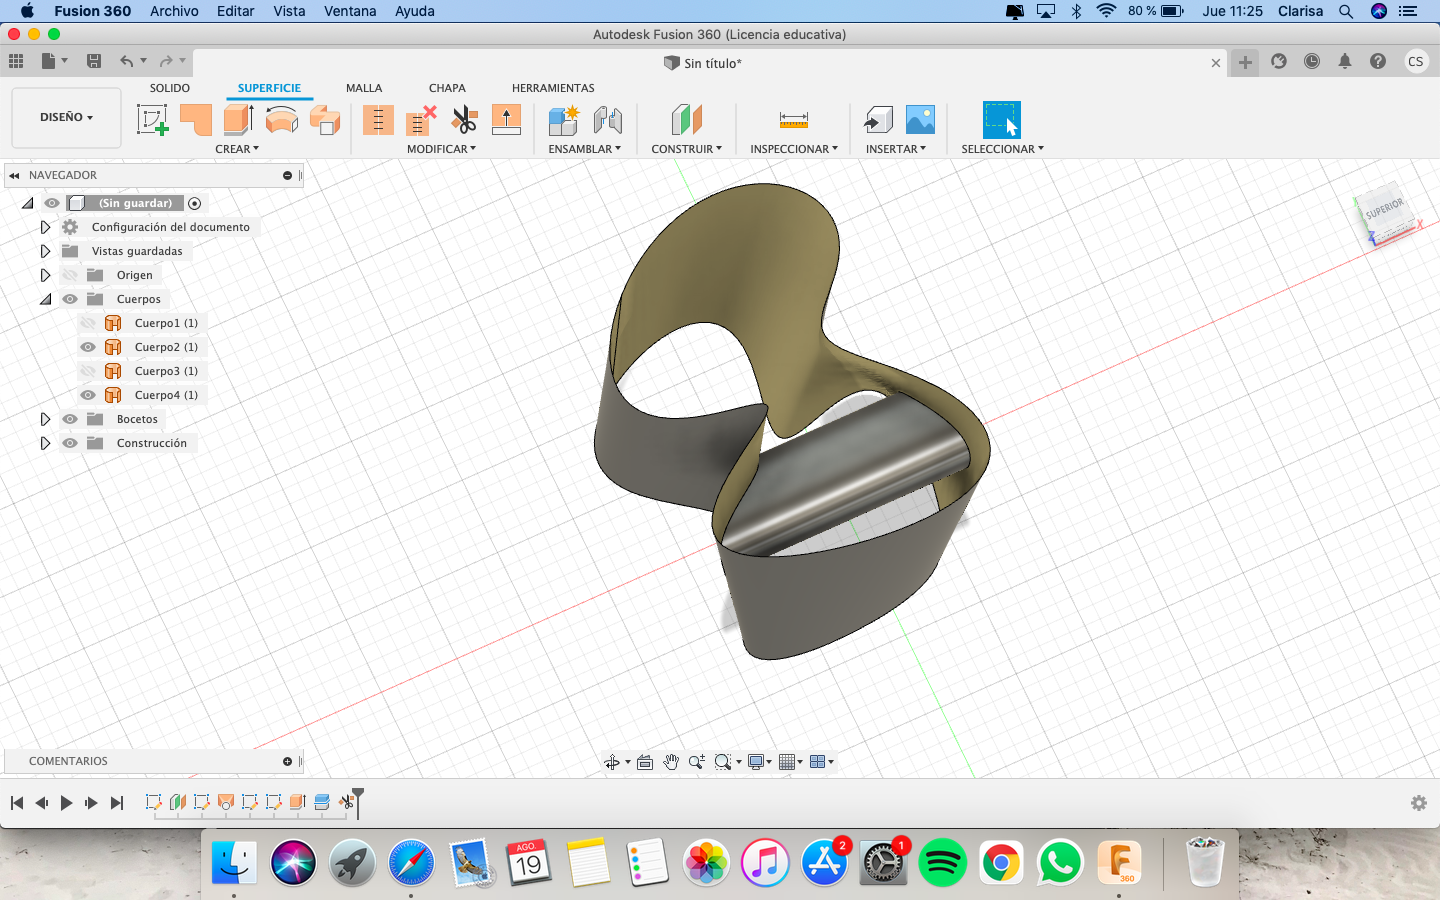 Fusion 360 Archivo Editar Vista Ventana Ayuda 80 % Jue 11:25 Clarisa
Autodesk Fusion 360 (Licencia educativa)
Sin título* CS
SOLIDO SUPERFICIE MALLA CHAPA HERRAMIENTAS
DISEÑO
CREAR MODIFICAR ENSAMBLAR CONSTRUIR INSPECCIONAR INSERTAR SELECCIONAR
NAVEGADOR
(Sin guardar)
Configuración del documento
Vistas guardadas
Origen
Cuerpos
Cuerpo1 (1)
Cuerpo2 (1)
Cuerpo3 (1)
Cuerpo4 (1)
Bocetos
Construcción
SUPERIOR
X
Z
COMENTARIOS
AGO.
19
2
1
360